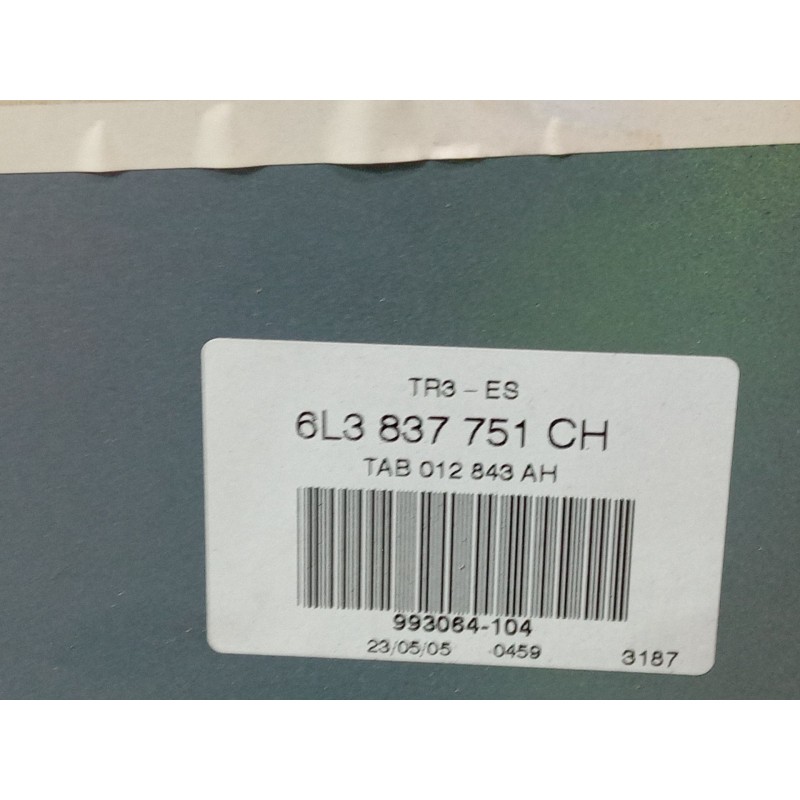 TR3 - ES
6L3 837 751 CH
TAB 012 843 AH
993064-104
23/05/05 0459 3187